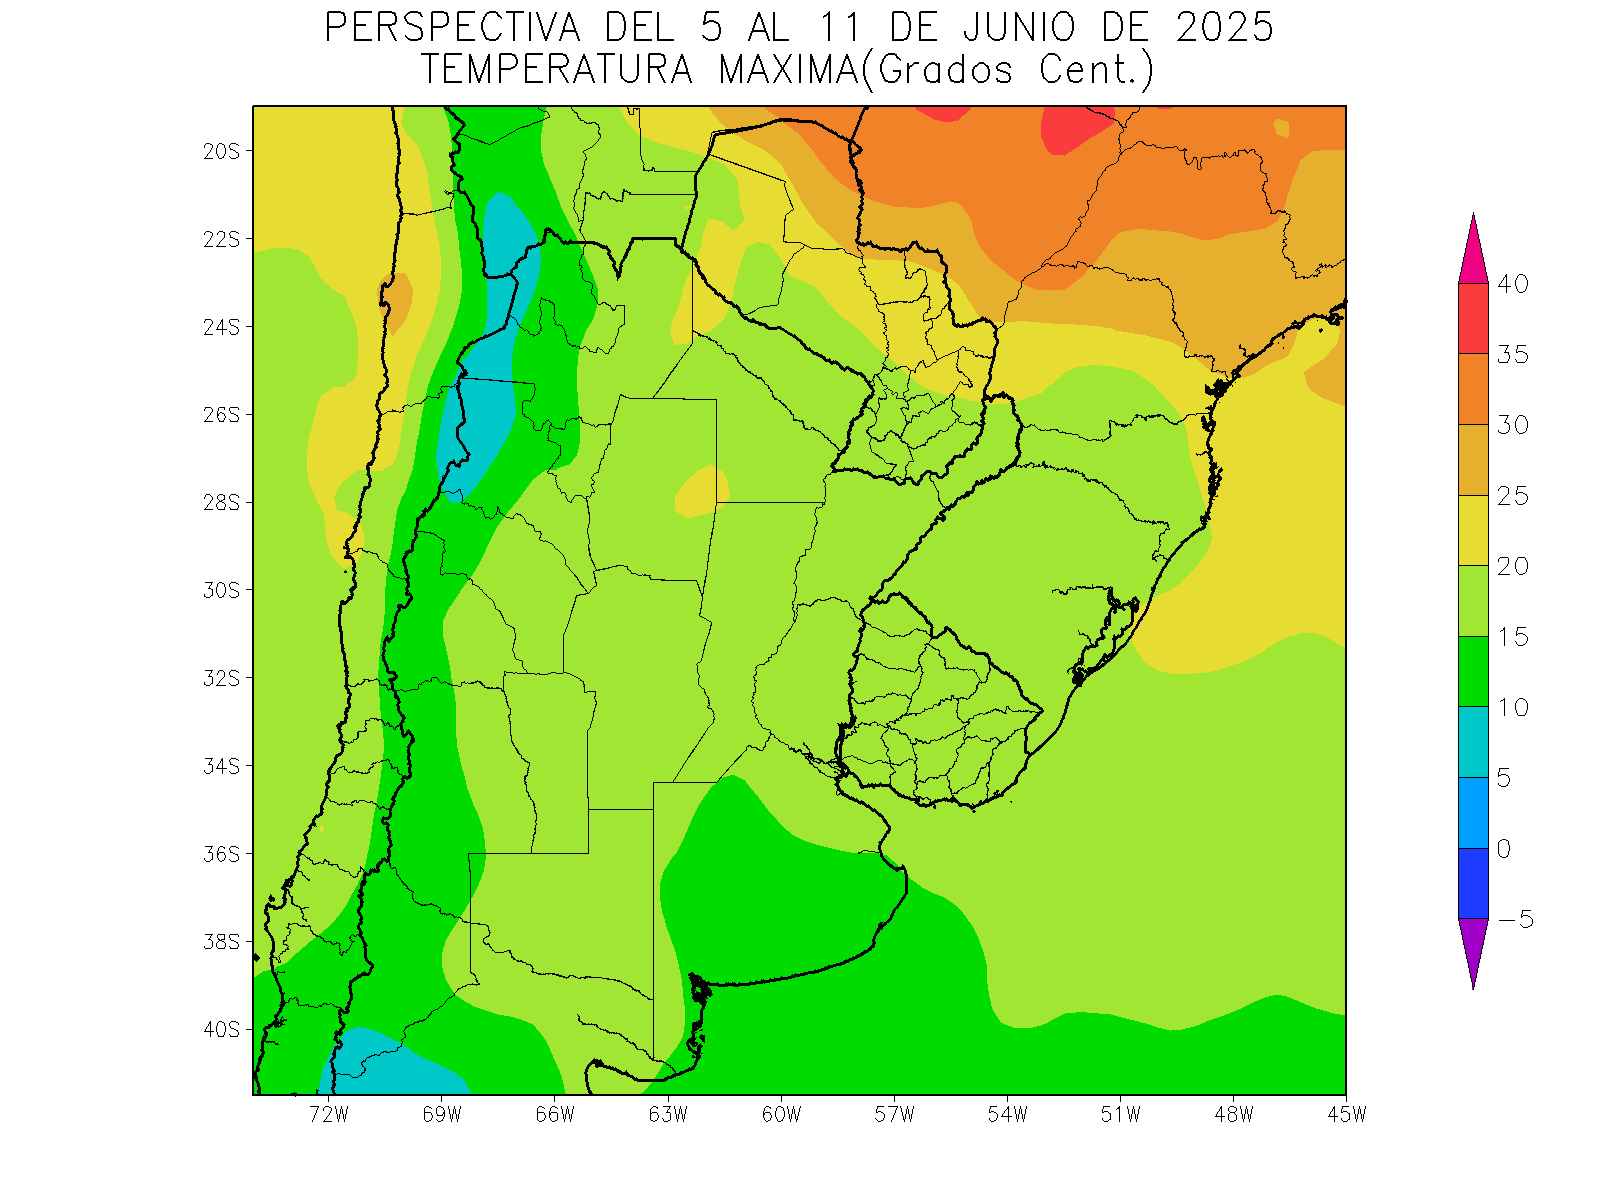 PERSPECTIVA DEL 5 AL 11 DE JUNIO DE 2025
TEMPERATURA MAXIMA(Grados Cent.)
20S
22S
24S
26S
28S
30S
32S
34S
36S
38S
40S
72W 69W 66W 63W 60W 57W 54W 51W 48W 45W
40
35
30
25
20
15
10
5
0
−5